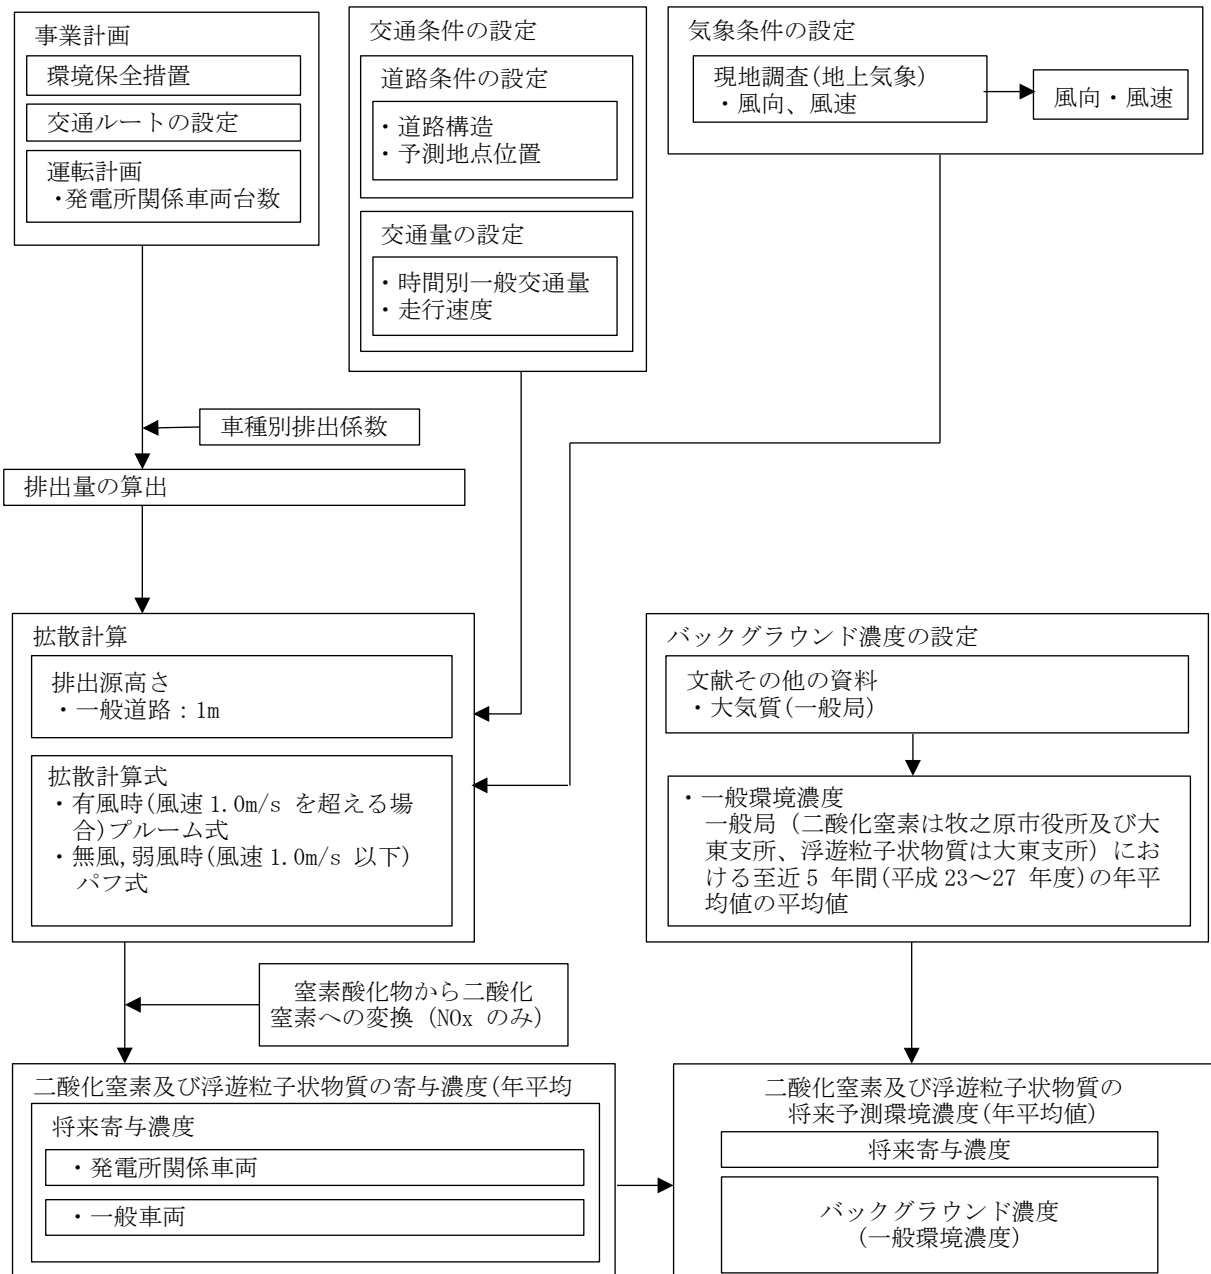 事業計画
環境保全措置
交通ルートの設定
運転計画
・発電所関係車両台数
交通条件の設定
道路条件の設定
・道路構造
・予測地点位置
交通量の設定
・時間別一般交通量
・走行速度
気象条件の設定
現地調査(地上気象)
・風向、風速
風向・風速
車種別排出係数
排出量の算出
拡散計算
排出源高さ
・一般道路：1m
拡散計算式
・有風時(風速1.0m/s を超える場
合)プルーム式
・無風,弱風時(風速1.0m/s 以下)
パフ式
バックグラウンド濃度の設定
文献その他の資料
・大気質(一般局)
・一般環境濃度
一般局（二酸化窒素は牧之原市役所及び大
東支所、浮遊粒子状物質は大東支所）にお
ける至近5 年間(平成23～27 年度)の年平
均値の平均値
窒素酸化物から二酸化
窒素への変換（NOx のみ）
二酸化窒素及び浮遊粒子状物質の寄与濃度(年平均
将来寄与濃度
・発電所関係車両
・一般車両
二酸化窒素及び浮遊粒子状物質の
将来予測環境濃度(年平均値)
将来寄与濃度
バックグラウンド濃度
(一般環境濃度)